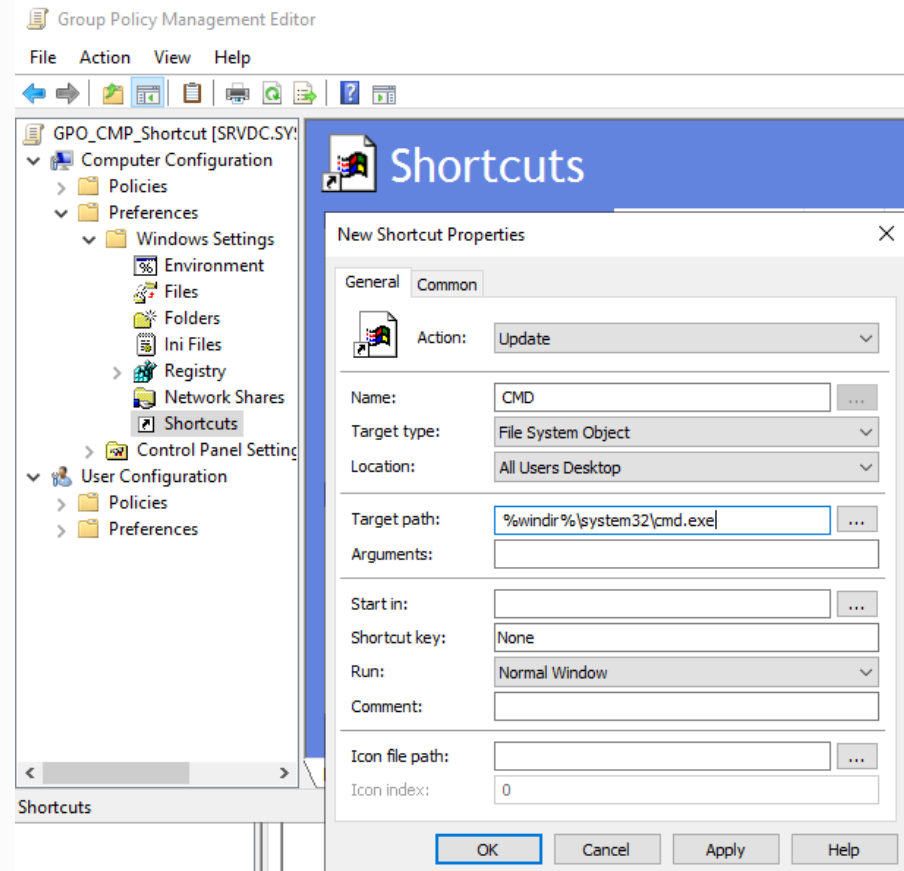 Group Policy Management Editor
File Action View Help
GPO_CMP_Shortcut [SRVDC.SY
Computer Configuration
Policies
Preferences
Windows Settings
Environment
Files
Folders
Ini Files
Registry
Network Shares
Shortcuts
Control Panel Setting
User Configuration
Policies
Preferences
Shortcuts
Shortcuts
New Shortcut Properties
General Common
Action: Update
Name: CMD ...
Target type: File System Object
Location: All Users Desktop
Target path: %windir%\system32\cmd.exe ...
Arguments:
Start in: ...
Shortcut key: None
Run: Normal Window
Comment:
Icon file path: ...
Icon index: 0
OK Cancel Apply Help